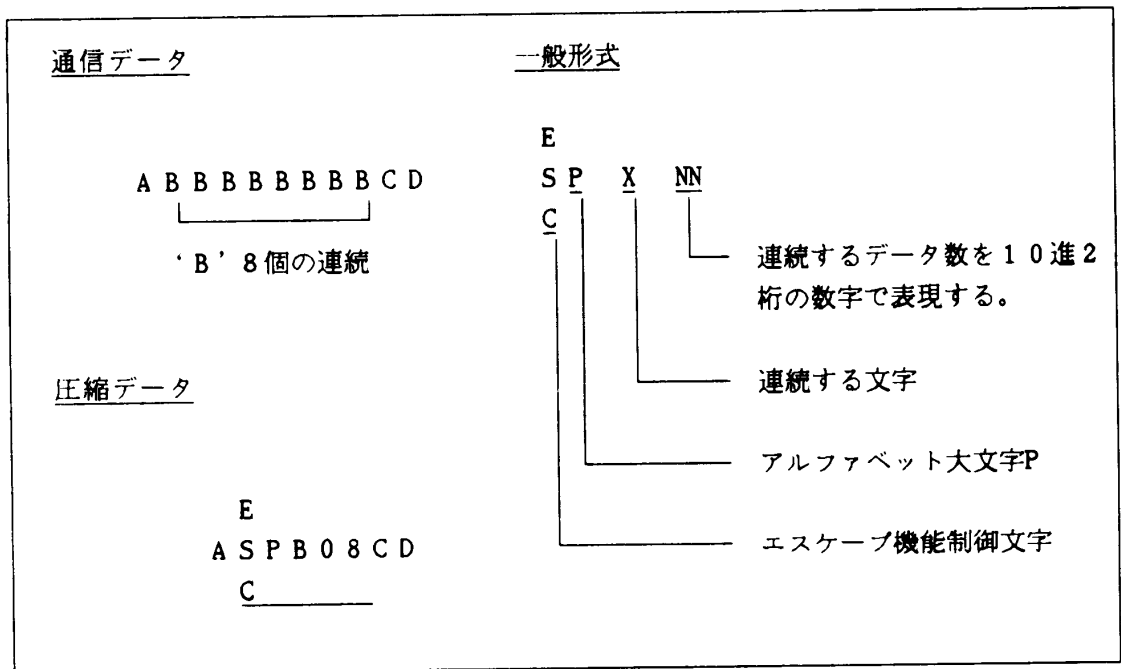 通信データ
A B B B B B B B B C D
'B' 8個の連続
圧縮データ
E
A S P B 0 8 C D
C
一般形式
E
S P X NN
C
連続するデータ数を10進2
桁の数字で表現する。
連続する文字
アルファベット大文字P
エスケープ機能制御文字